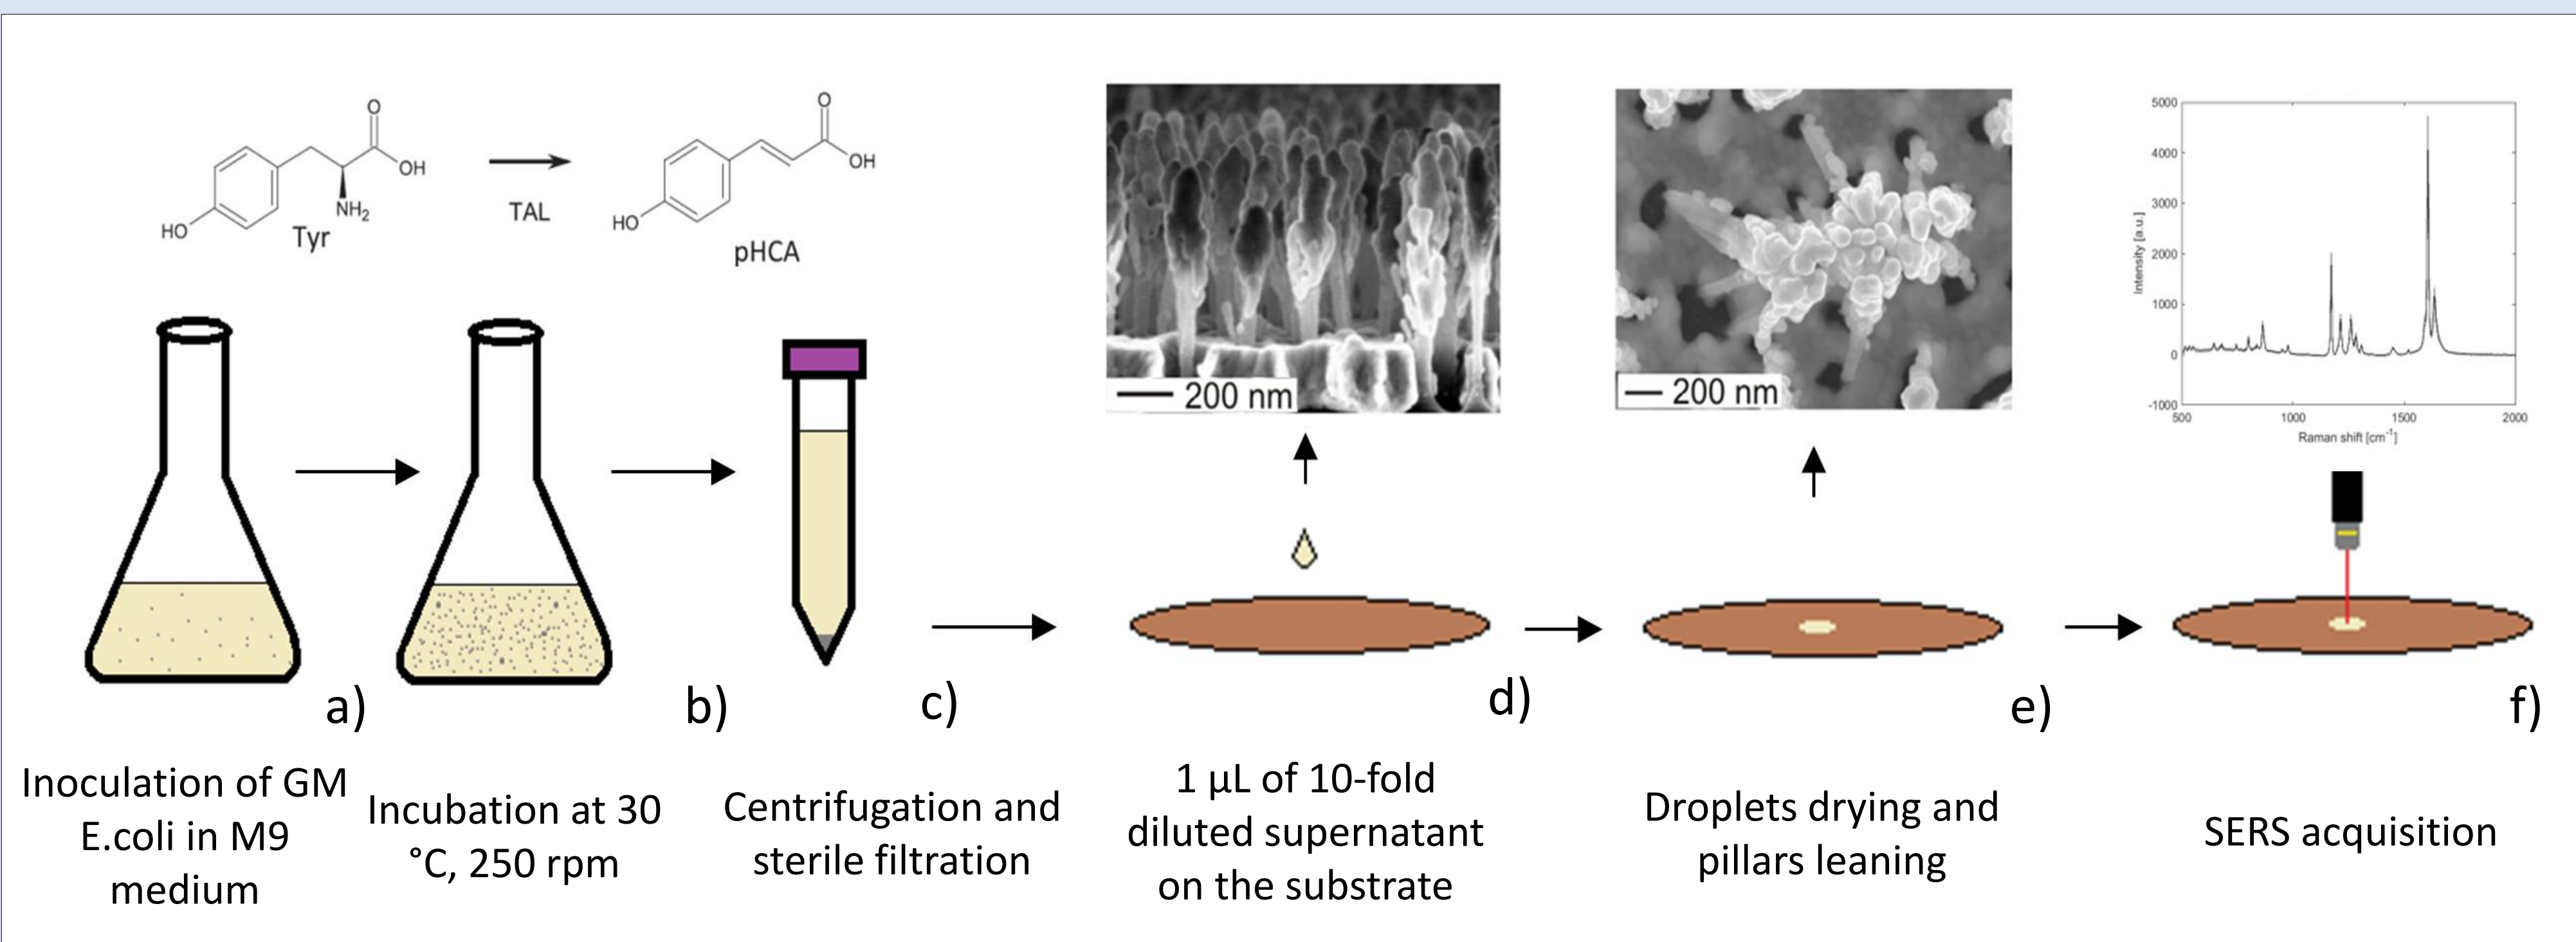 O
OH
NH2
HO
Tyr
TAL
O
OH
HO
pHCA
200 nm
200 nm
5000
4000
3000
2000
1000
0
-1000
500
1000
1500
2000
Intensity [a.u.]
Raman shift [cm-1]
a)
b)
c)
d)
e)
f)
Inoculation of GM
E.coli in M9
medium
Incubation at 30
°C, 250 rpm
Centrifugation and
sterile filtration
1 µL of 10-fold
diluted supernatant
on the substrate
Droplets drying and
pillars leaning
SERS acquisition